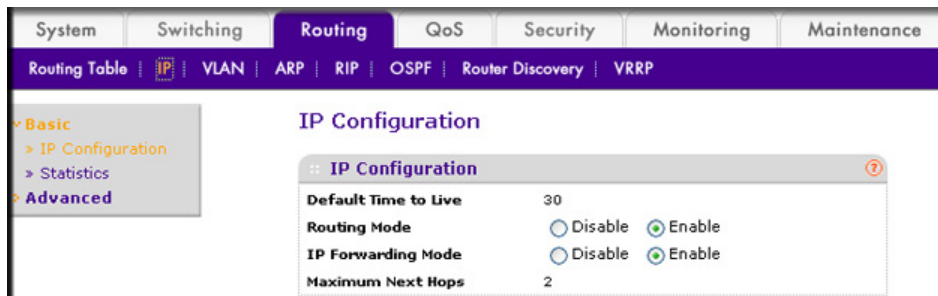 System Switching Routing QoS Security Monitoring Maintenance
Routing Table IP VLAN ARP RIP OSPF Router Discovery VRRP
Basic
» IP Configuration
» Statistics
Advanced
IP Configuration
IP Configuration ?
Default Time to Live 30
Routing Mode Disable Enable
IP Forwarding Mode Disable Enable
Maximum Next Hops 2